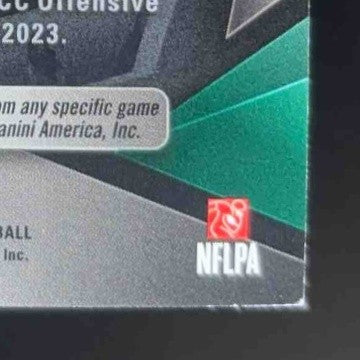 CC Offensive
2023.
om any specific game
anini America, Inc.
BALL
Inc.
NFLPA